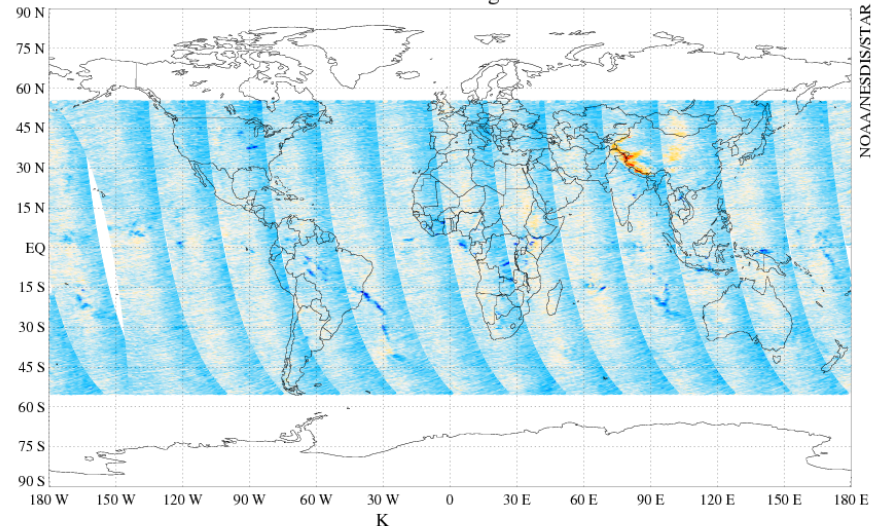 90 N
75 N
60 N
45 N
30 N
15 N
EQ
15 S
30 S
45 S
60 S
75 S
90 S
180 W 150 W 120 W 90 W 60 W 30 W 0 30 E 60 E 90 E 120 E 150 E 180 E
K
NOAA/NESDIS/STAR